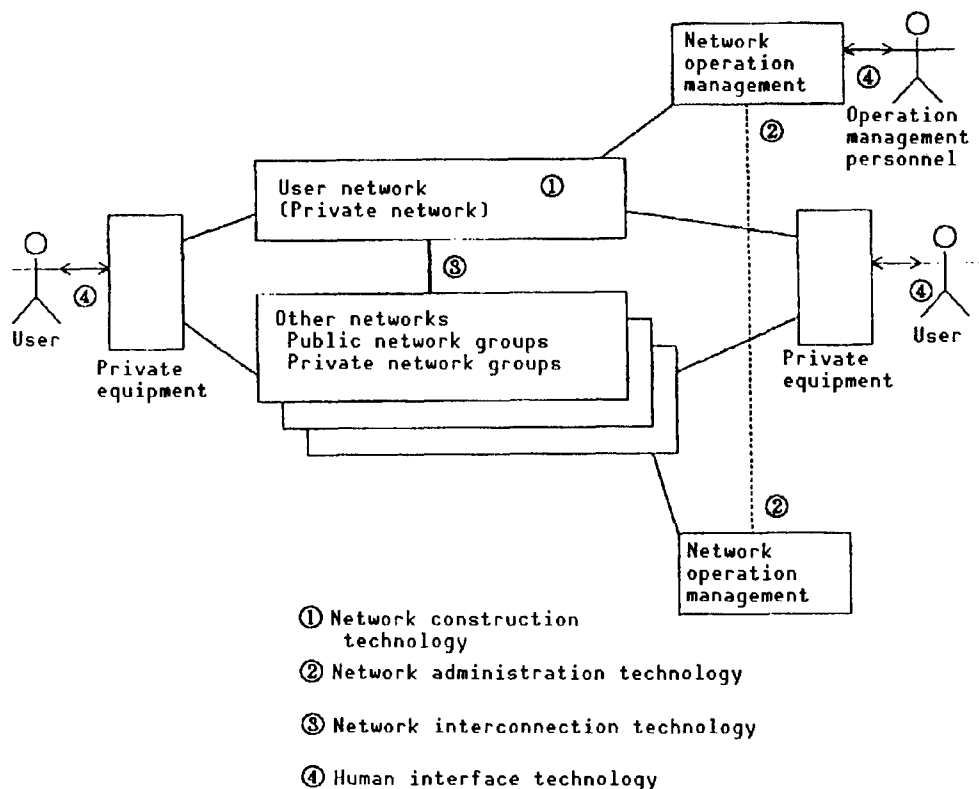 Network
operation
management
④
Operation
management
personnel
②
User network ①
(Private network)
③
④
User
Private
equipment
Other networks
Public network groups
Private network groups
④
User
Private
equipment
②
Network
operation
management
① Network construction
technology
② Network administration technology
③ Network interconnection technology
④ Human interface technology